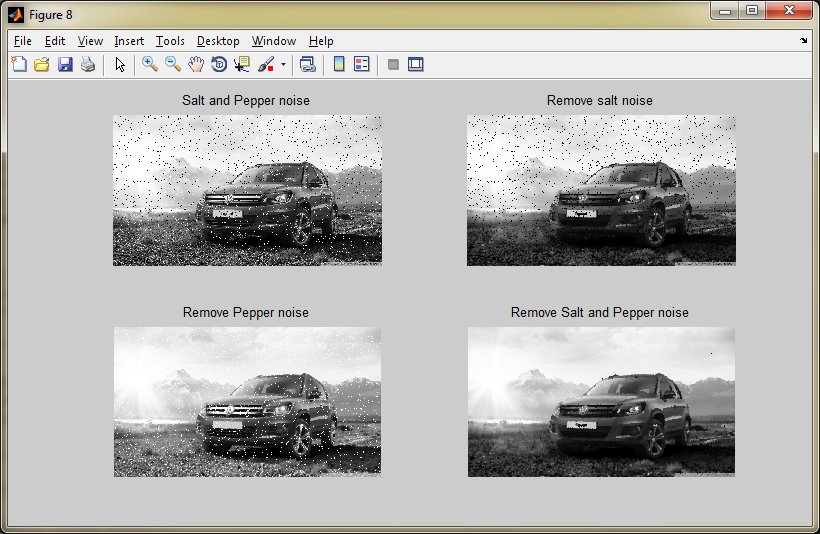 Figure 8
File Edit View Insert Tools Desktop Window Help
Salt and Pepper noise
Remove salt noise
Remove Pepper noise
Remove Salt and Pepper noise